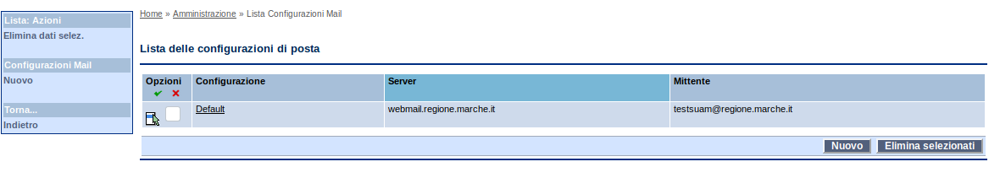 Lista: Azioni
Elimina dati selez.
Configurazioni Mail
Nuovo
Torna...
Indietro
Home » Amministrazione » Lista Configurazioni Mail
Lista delle configurazioni di posta
Opzioni Configurazione Server Mittente
Default webmail.regione.marche.it testsuam@regione.marche.it
Nuovo Elimina selezionati